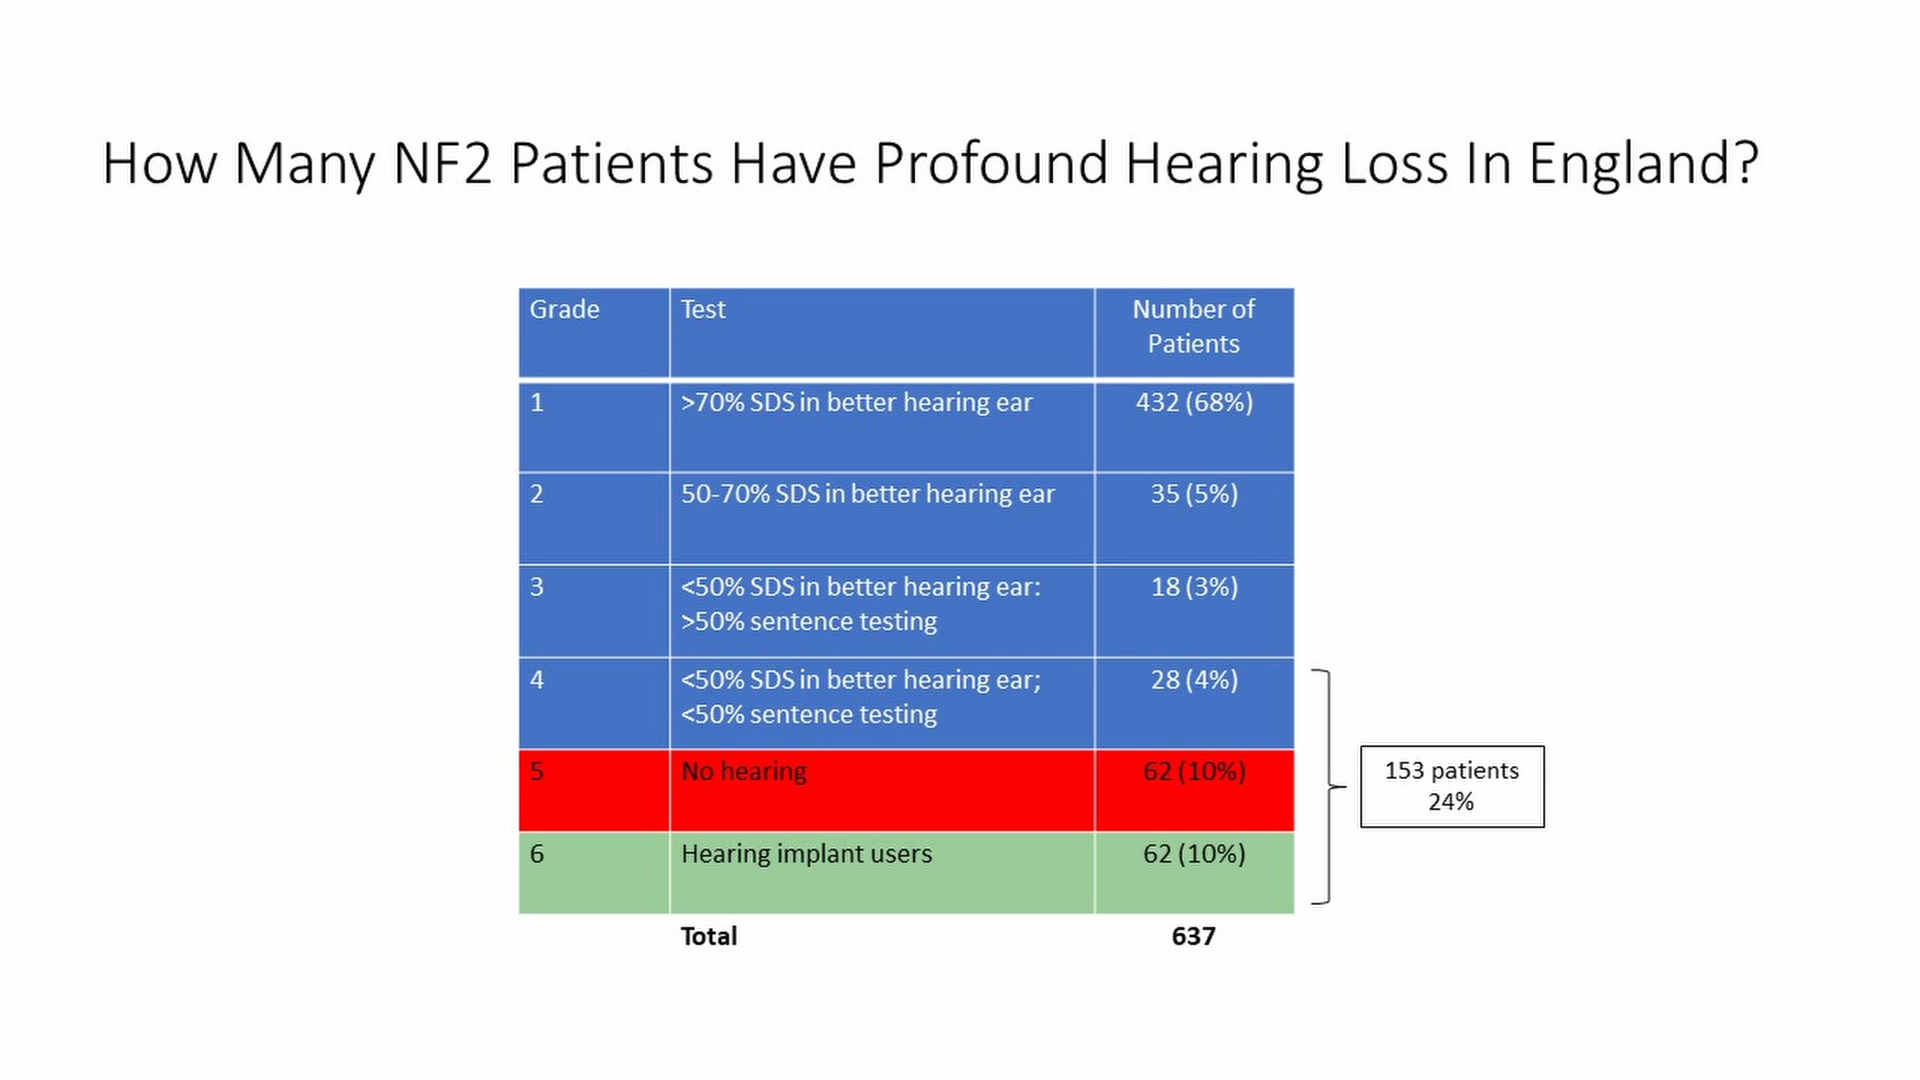 How Many NF2 Patients Have Profound Hearing Loss In England?
Grade Test Number of
Patients
1 >70% SDS in better hearing ear 432 (68%)
2 50-70% SDS in better hearing ear 35 (5%)
3 <50% SDS in better hearing ear: 18 (3%)
>50% sentence testing
4 <50% SDS in better hearing ear; 28 (4%)
<50% sentence testing
5 No hearing 62 (10%)
153 patients
24%
6 Hearing implant users 62 (10%)
Total 637